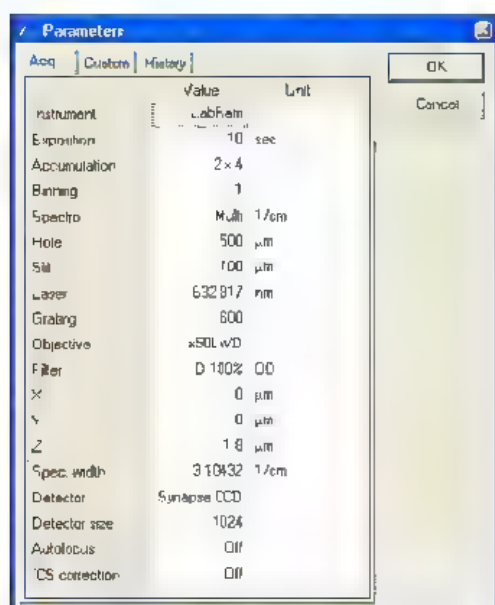 Parameters
Acq Custom History
OK
Cancel
Value Unit
Instrument LabRam
Exposition 10 sec
Accumulation 2×4
Binning 1
Spectro Multi 1/cm
Hole 500 µm
Slit 100 µm
Laser 632.817 nm
Grating 600
Objective x50LWD
Filter D 100% OD
X 0 µm
Y 0 µm
Z 1.8 µm
Spec. width 3.10432 1/cm
Detector Synapse CCD
Detector size 1024
Autofocus Off
ICS correction Off